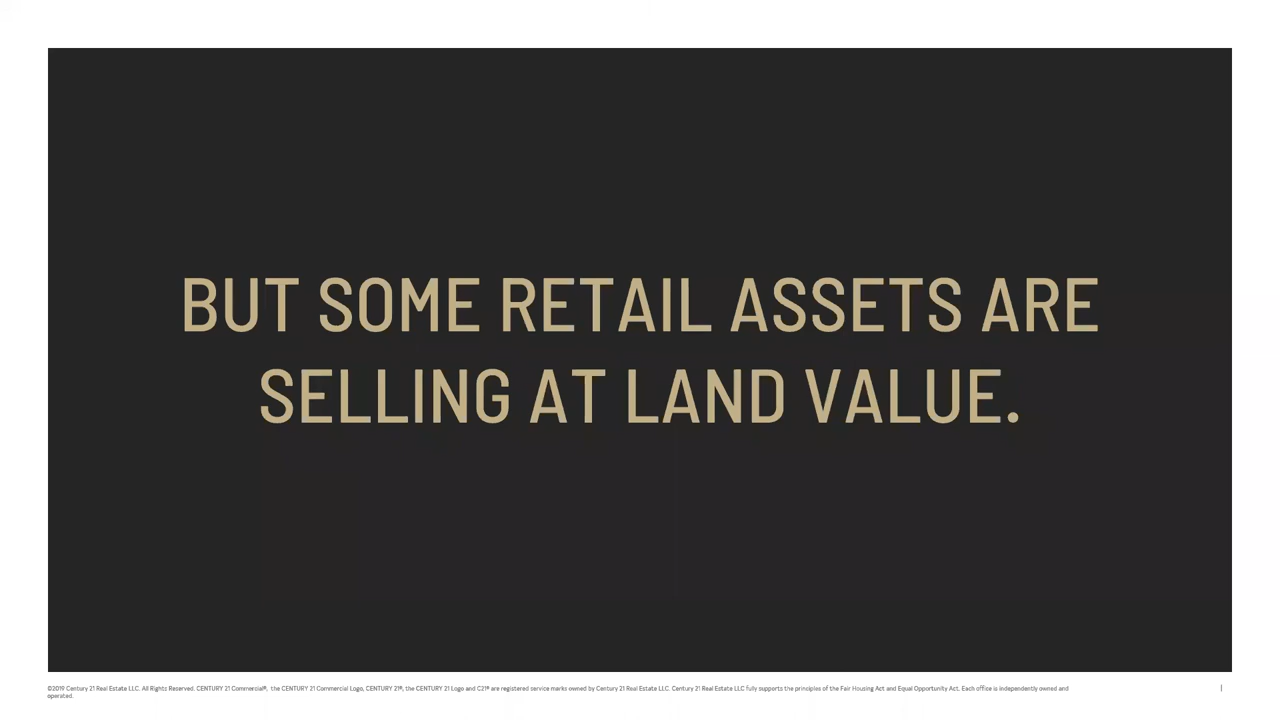 BUT SOME RETAIL ASSETS ARE
SELLING AT LAND VALUE.
©2019 Century 21 Real Estate LLC. All Rights Reserved. CENTURY 21 Commercial®, the CENTURY 21 Commercial Logo, CENTURY 21®, the CENTURY 21 Logo and C21® are registered service marks owned by Century 21 Real Estate LLC. Century 21 Real Estate LLC fully supports the principles of the Fair Housing Act and Equal Opportunity Act. Each office is independently owned and
operated.
|